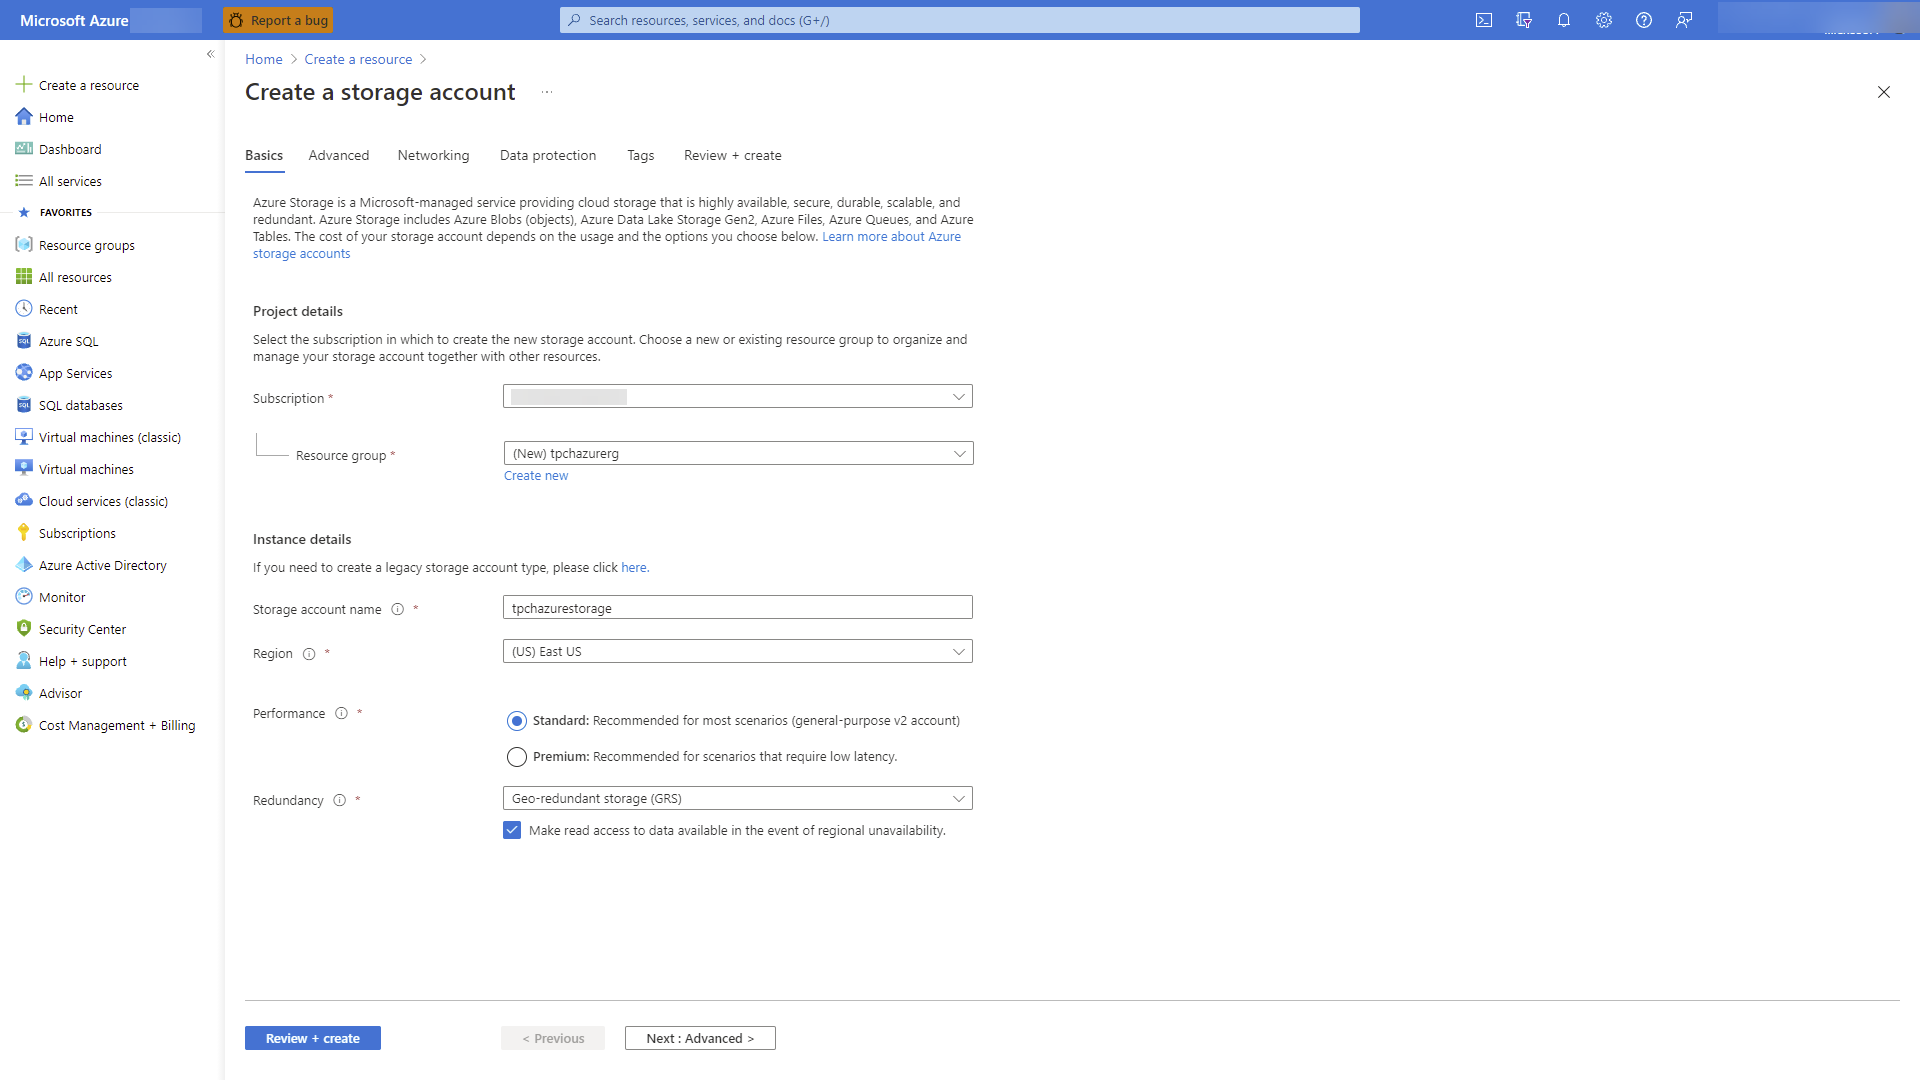 Microsoft Azure
Report a bug
Search resources, services, and docs (G+/)
Create a resource
Home
Dashboard
All services
FAVORITES
Resource groups
All resources
Recent
Azure SQL
App Services
SQL databases
Virtual machines (classic)
Virtual machines
Cloud services (classic)
Subscriptions
Azure Active Directory
Monitor
Security Center
Help + support
Advisor
Cost Management + Billing
Home > Create a resource >
Create a storage account ...
Basics Advanced Networking Data protection Tags Review + create
Azure Storage is a Microsoft-managed service providing cloud storage that is highly available, secure, durable, scalable, and
redundant. Azure Storage includes Azure Blobs (objects), Azure Data Lake Storage Gen2, Azure Files, Azure Queues, and Azure
Tables. The cost of your storage account depends on the usage and the options you choose below. Learn more about Azure
storage accounts
Project details
Select the subscription in which to create the new storage account. Choose a new or existing resource group to organize and
manage your storage account together with other resources.
Subscription *
Resource group * (New) tpchazurerg
Create new
Instance details
If you need to create a legacy storage account type, please click here.
Storage account name * tpchazurestorage
Region * (US) East US
Performance * Standard: Recommended for most scenarios (general-purpose v2 account)
Premium: Recommended for scenarios that require low latency.
Redundancy * Geo-redundant storage (GRS)
Make read access to data available in the event of regional unavailability.
Review + create < Previous Next : Advanced >